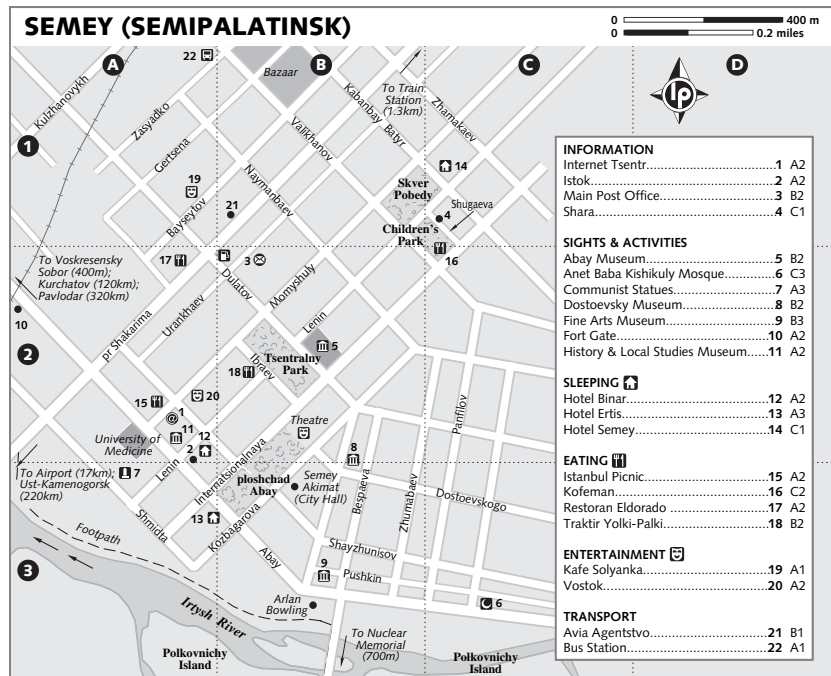 SEMEY (SEMIPALATINSK)
0 400 m
0 0.2 miles
A
B
C
D
1
2
3
lp
22
Bazaar
To Train
Station
(1.3km)
Kulzhanovykh
Zasyadko
Gertsena
Valikhanov
Kabanbay Batyr
Zhamakaev
19
14
Skver
Pobedy
Bayseytov
21
Naymanbaev
4
Shugaeva
Children's
Park
To Voskresensky
Sobor (400m);
Kurchatov (120km);
Pavlodar (320km)
17
3
16
Dulatov
Momyshuly
10
pr Shakarima
Urankhaev
Lenin
5
Tsentralny
Park
18
Ibraev
15
20
1
Theatre
Panfilov
University of
Medicine
11
12
2
8
To Airport (17km);
Ust-Kamenogorsk
(220km)
7
Lenin
Internatsionalnaya
ploshchad
Abay
Semey
Akimat
(City Hall)
Bespaeva
Zhumabaev
Dostoevskogo
Shmidta
13
Kozbagarova
Footpath
Abay
Shayzhunisov
9
Pushkin
Arlan
Bowling
6
Irtysh River
To Nuclear
Memorial
(700m)
Polkovnichy
Island
Polkovnichy
Island
INFORMATION
Internet Tsentr 1 A2
Istok 2 A2
Main Post Office 3 B2
Shara 4 C1
SIGHTS & ACTIVITIES
Abay Museum 5 B2
Anet Baba Kishikuly Mosque 6 C3
Communist Statues 7 A3
Dostoevsky Museum 8 B2
Fine Arts Museum 9 B3
Fort Gate 10 A2
History & Local Studies Museum 11 A2
SLEEPING
Hotel Binar 12 A2
Hotel Ertis 13 A3
Hotel Semey 14 C1
EATING
Istanbul Picnic 15 A2
Kofeman 16 C2
Restoran Eldorado 17 A2
Traktir Yolki-Palki 18 B2
ENTERTAINMENT
Kafe Solyanka 19 A1
Vostok 20 A2
TRANSPORT
Avia Agentstvo 21 B1
Bus Station 22 A1